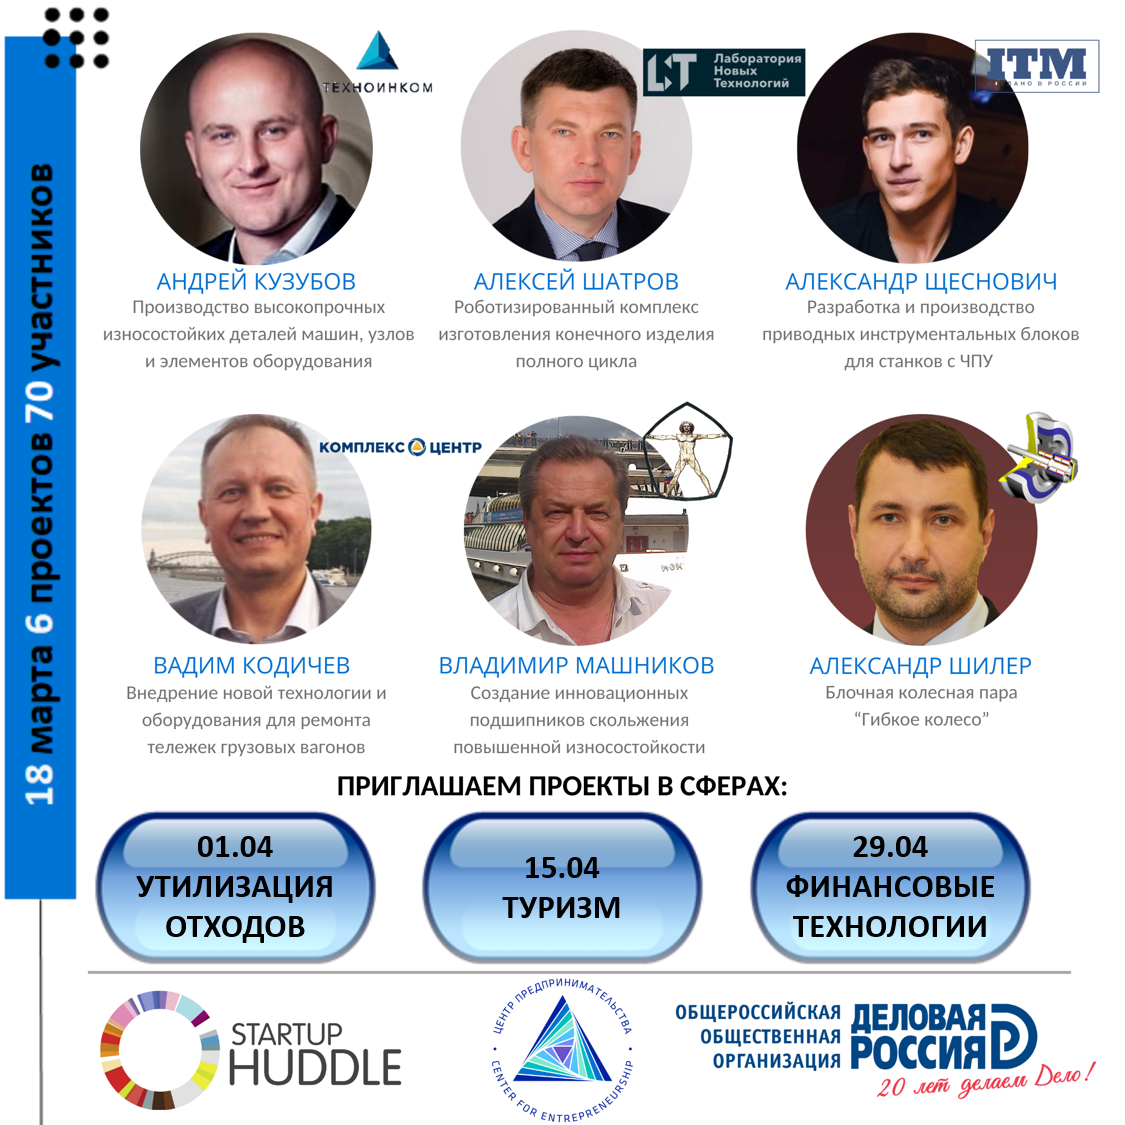 18 марта 6 проектов 70 участников
ТЕХНОИНКОМ
LNT Лаборатория
Новых
Технологий
ITM
ДЕЛАНО В РОССИИ
АНДРЕЙ КУЗУБОВ
Производство высокопрочных
износостойких деталей машин, узлов
и элементов оборудования
АЛЕКСЕЙ ШАТРОВ
Роботизированный комплекс
изготовления конечного изделия
полного цикла
АЛЕКСАНДР ЩЕСНОВИЧ
Разработка и производство
приводных инструментальных блоков
для станков с ЧПУ
КОМПЛЕКС ЦЕНТР
ВАДИМ КОДИЧЕВ
Внедрение новой технологии и
оборудования для ремонта
тележек грузовых вагонов
ВЛАДИМИР МАШНИКОВ
Создание инновационных
подшипников скольжения
повышенной износостойкости
АЛЕКСАНДР ШИЛЕР
Блочная колесная пара
“Гибкое колесо”
ПРИГЛАШАЕМ ПРОЕКТЫ В СФЕРАХ:
01.04
УТИЛИЗАЦИЯ
ОТХОДОВ
15.04
ТУРИЗМ
29.04
ФИНАНСОВЫЕ
ТЕХНОЛОГИИ
STARTUP
HUDDLE
ЦЕНТР ПРЕДПРИНИМАТЕЛЬСТВА
CENTER FOR ENTREPRENEURSHIP
ОБЩЕРОССИЙСКАЯ
ОБЩЕСТВЕННАЯ
ОРГАНИЗАЦИЯ
ДЕЛОВАЯ
РОССИЯ
20 лет делаем Дело!